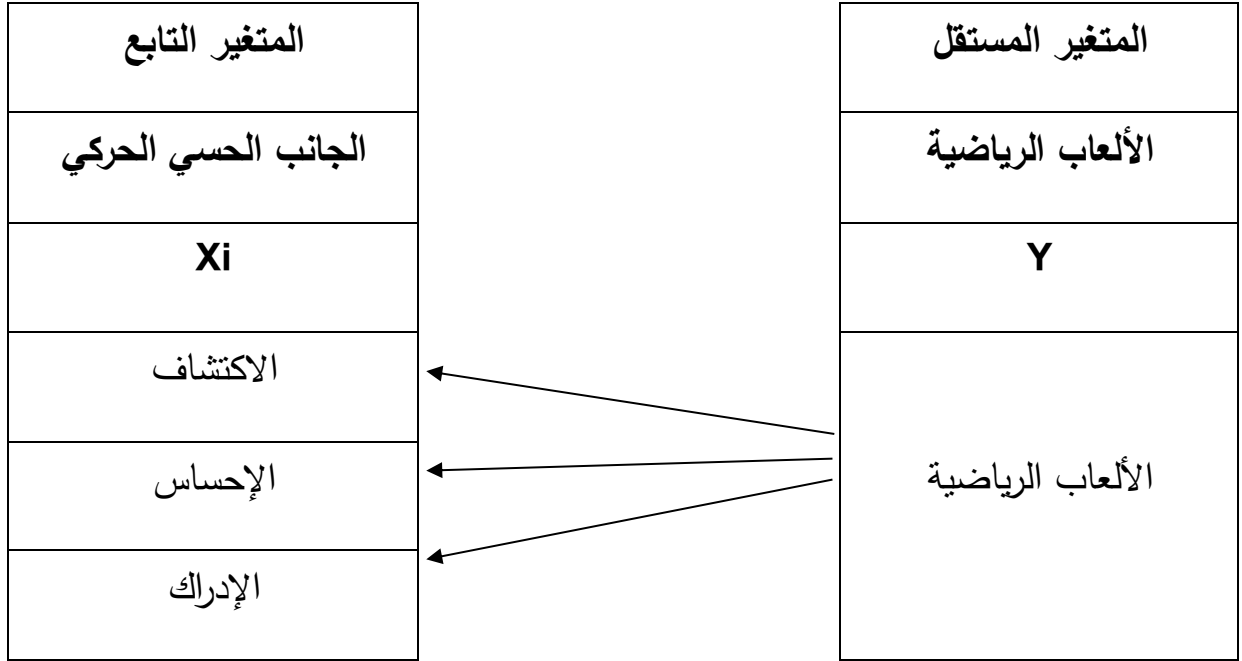 المتغير المستقل
الألعاب الرياضية
Y
الألعاب الرياضية
المتغير التابع
الجانب الحسي الحركي
Xi
الاكتشاف
الإحساس
الإدراك